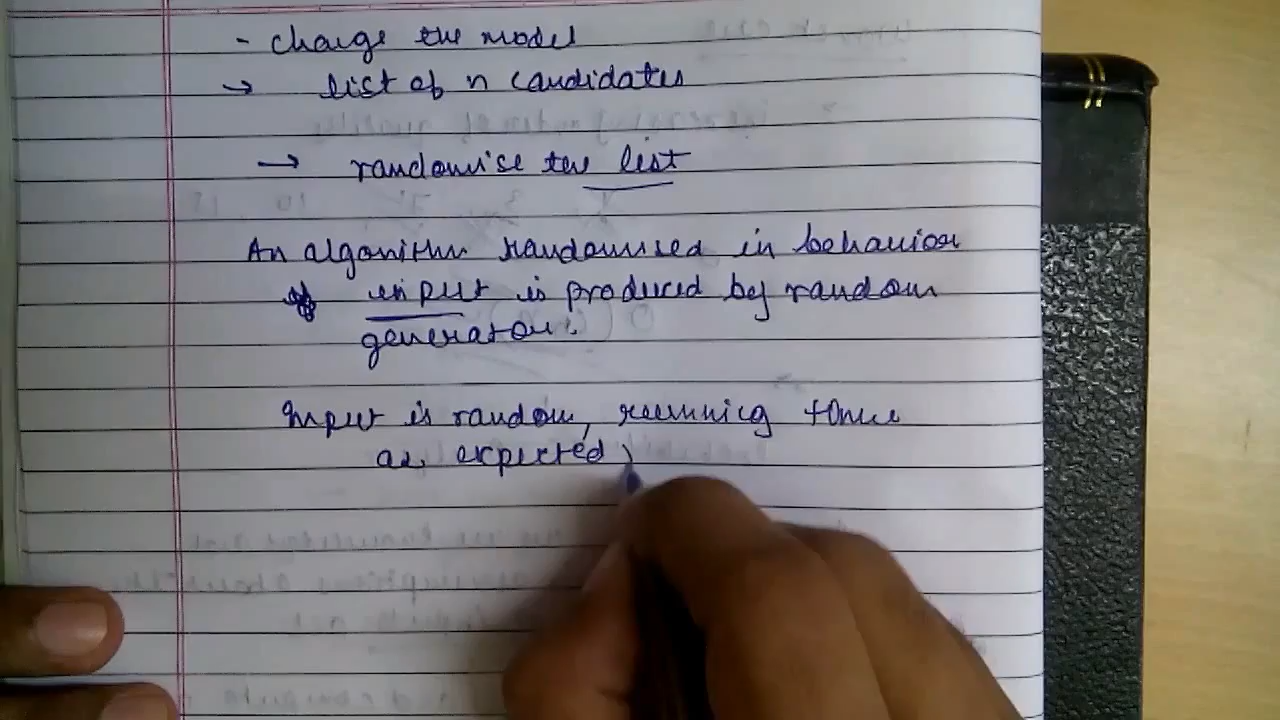 - change the model
→ list of n candidates
→ randomise the list
An algorithm randomised in behaviour
input is produced by random
generator.
Input is random, running time
as expected